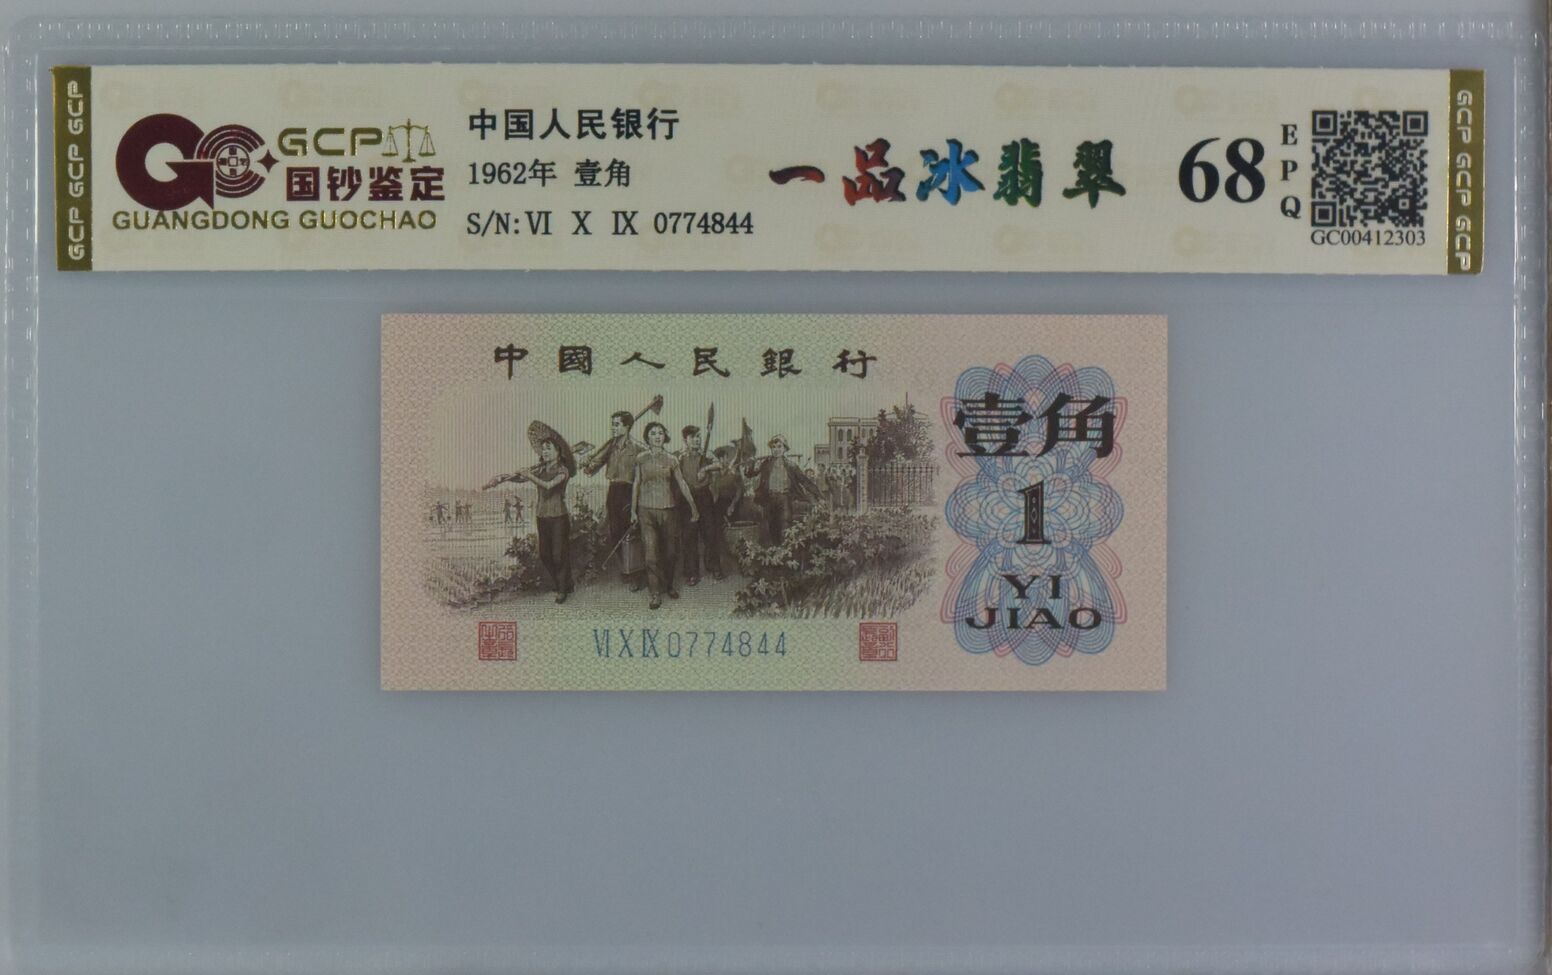 GCP GCP GCP
GCP
国钞鉴定
GUANGDONG GUOCHAO
中国人民银行
1962年 壹角
S/N:Ⅵ Ⅹ Ⅸ 0774844
一品冰翡翠
68
EPQ
GC00412303
GCP GCP GCP
中國人民銀行
壹角
1
YI
JIAO
ⅥⅩⅨ0774844